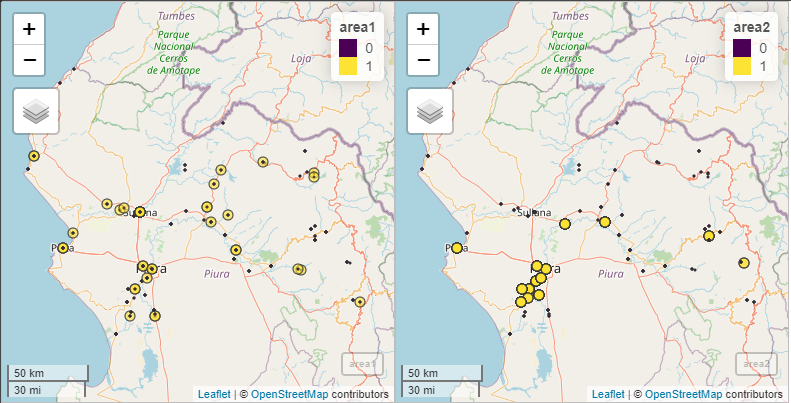 +
−
Tumbes
Parque
Nacional
Cerros
de Amotape
Loja
area1
0
1
Sullana
Piura
Piura
50 km
30 mi
area1
Leaflet | © OpenStreetMap contributors
+
−
Tumbes
Parque
Nacional
Cerros
de Amotape
Loja
area2
0
1
Sullana
Piura
Piura
50 km
30 mi
area2
Leaflet | © OpenStreetMap contributors